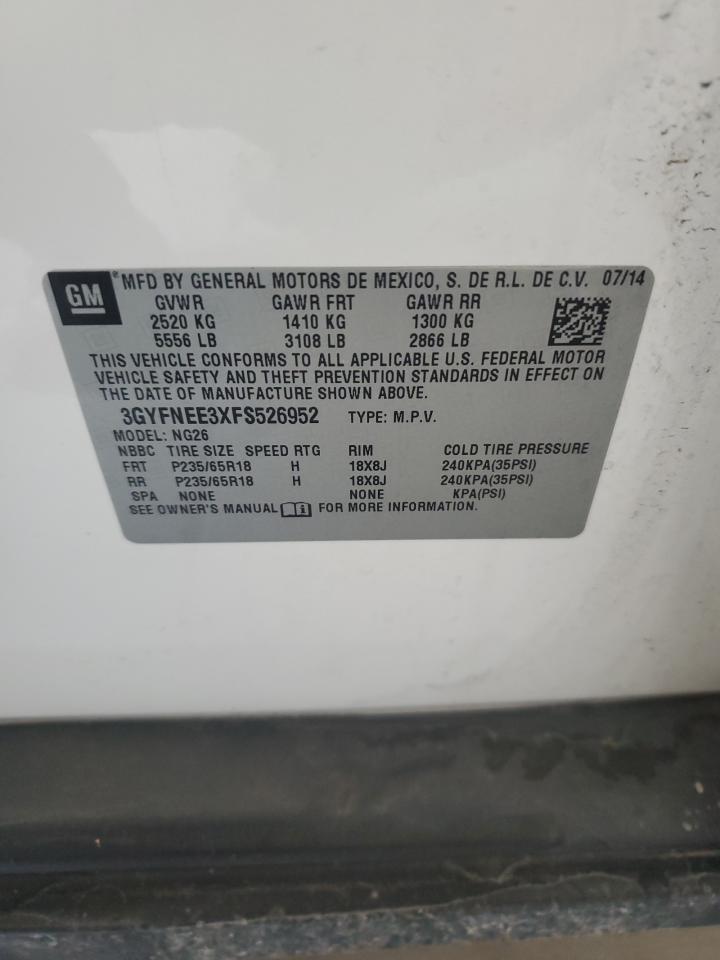 GM ® MFD BY GENERAL MOTORS DE MEXICO, S. DE R.L. DE C.V. 07/14
GVWR GAWR FRT GAWR RR
2520 KG 1410 KG 1300 KG
5556 LB 3108 LB 2866 LB
THIS VEHICLE CONFORMS TO ALL APPLICABLE U.S. FEDERAL MOTOR
VEHICLE SAFETY AND THEFT PREVENTION STANDARDS IN EFFECT ON
THE DATE OF MANUFACTURE SHOWN ABOVE.
3GYFNEE3XFS526952 TYPE: M.P.V.
MODEL: NG26
NBBC TIRE SIZE SPEED RTG RIM COLD TIRE PRESSURE
FRT P235/65R18 H 18X8J 240KPA(35PSI)
RR P235/65R18 H 18X8J 240KPA(35PSI)
SPA NONE NONE KPA(PSI)
SEE OWNER'S MANUAL FOR MORE INFORMATION.